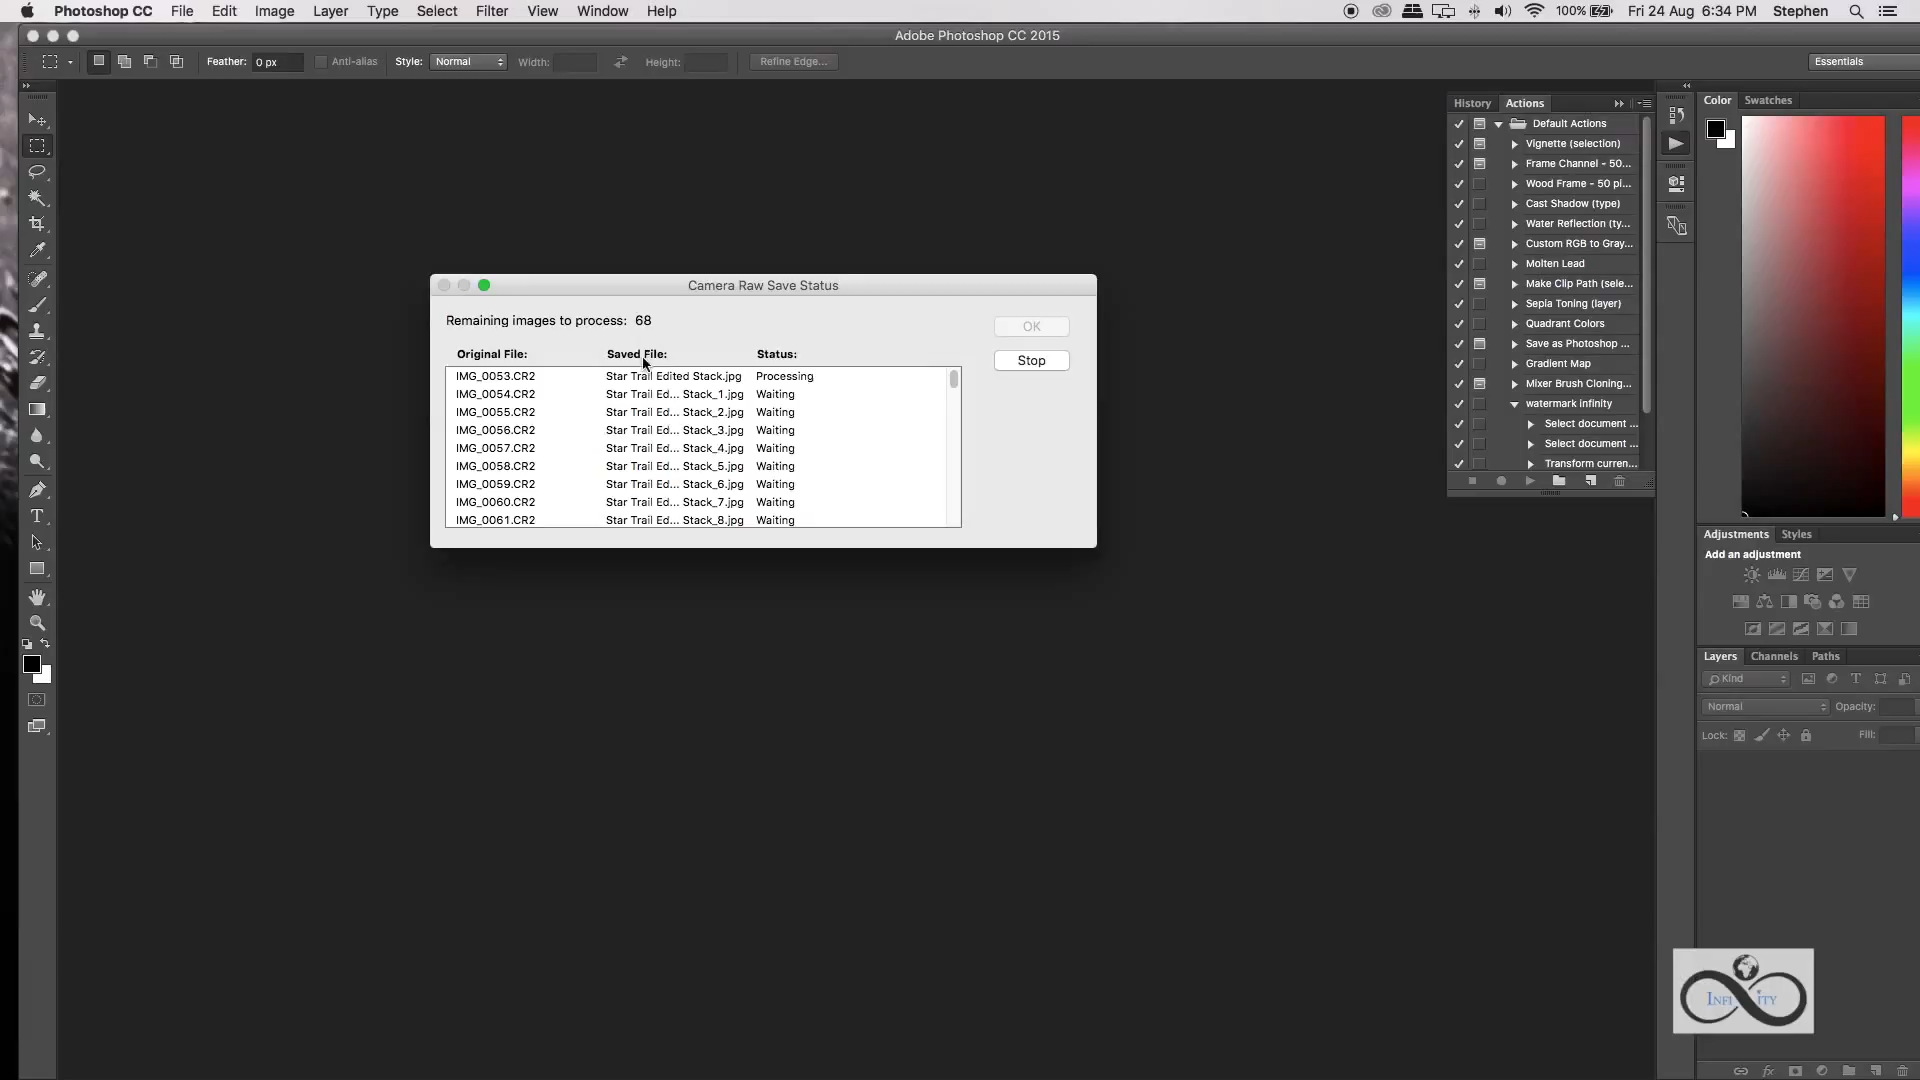 Photoshop CC File Edit Image Layer Type Select Filter View Window Help 100% Fri 24 Aug 6:34 PM Stephen
Adobe Photoshop CC 2015
Feather: 0 px Anti-alias Style: Normal Width: Height: Refine Edge... Essentials
History Actions
Default Actions
Vignette (selection)
Frame Channel - 50...
Wood Frame - 50 pi...
Cast Shadow (type)
Water Reflection (ty...
Custom RGB to Gray...
Molten Lead
Make Clip Path (sele...
Sepia Toning (layer)
Quadrant Colors
Save as Photoshop ...
Gradient Map
Mixer Brush Cloning...
watermark infinity
Select document ...
Select document ...
Transform curren...
Color Swatches
Camera Raw Save Status
Remaining images to process: 68
OK
Stop
Original File: Saved File: Status:
IMG_0053.CR2 Star Trail Edited Stack.jpg Processing
IMG_0054.CR2 Star Trail Ed... Stack_1.jpg Waiting
IMG_0055.CR2 Star Trail Ed... Stack_2.jpg Waiting
IMG_0056.CR2 Star Trail Ed... Stack_3.jpg Waiting
IMG_0057.CR2 Star Trail Ed... Stack_4.jpg Waiting
IMG_0058.CR2 Star Trail Ed... Stack_5.jpg Waiting
IMG_0059.CR2 Star Trail Ed... Stack_6.jpg Waiting
IMG_0060.CR2 Star Trail Ed... Stack_7.jpg Waiting
IMG_0061.CR2 Star Trail Ed... Stack_8.jpg Waiting
Adjustments Styles
Add an adjustment
Layers Channels Paths
Kind
Normal Opacity:
Lock: Fill:
INFI ITY